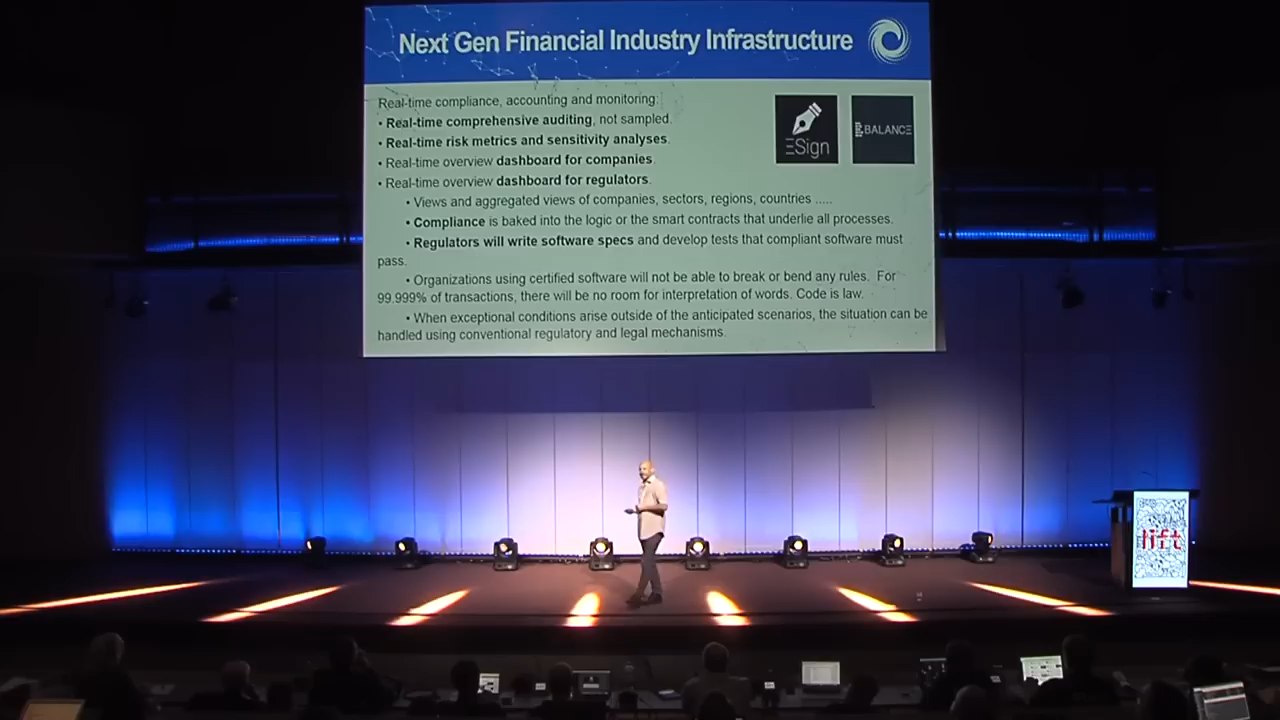 Next Gen Financial Industry Infrastructure
Real-time compliance, accounting and monitoring:
• Real-time comprehensive auditing, not sampled.
• Real-time risk metrics and sensitivity analyses.
• Real-time overview dashboard for companies.
• Real-time overview dashboard for regulators.
• Views and aggregated views of companies, sectors, regions, countries .....
• Compliance is baked into the logic or the smart contracts that underlie all processes.
• Regulators will write software specs and develop tests that compliant software must
pass.
• Organizations using certified software will not be able to break or bend any rules. For
99.999% of transactions, there will be no room for interpretation of words. Code is law.
• When exceptional conditions arise outside of the anticipated scenarios, the situation can be
handled using conventional regulatory and legal mechanisms.
ΞSign
BALANCΞ
lift